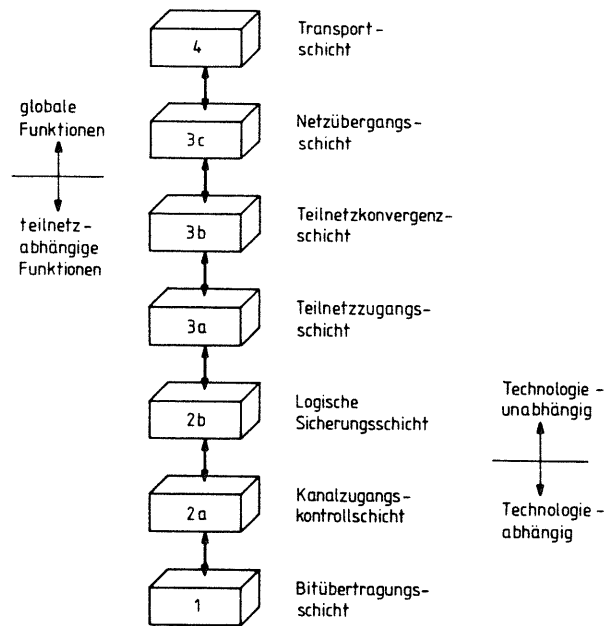 4
Transport-
schicht
globale
Funktionen
3c
Netzübergangs-
schicht
teilnetz-
abhängige
Funktionen
3b
Teilnetzkonvergenz-
schicht
3a
Teilnetzzugangs-
schicht
2b
Logische
Sicherungsschicht
Technologie-
unabhängig
2a
Kanalzugangs-
kontrollschicht
Technologie-
abhängig
1
Bitübertragungs-
schicht